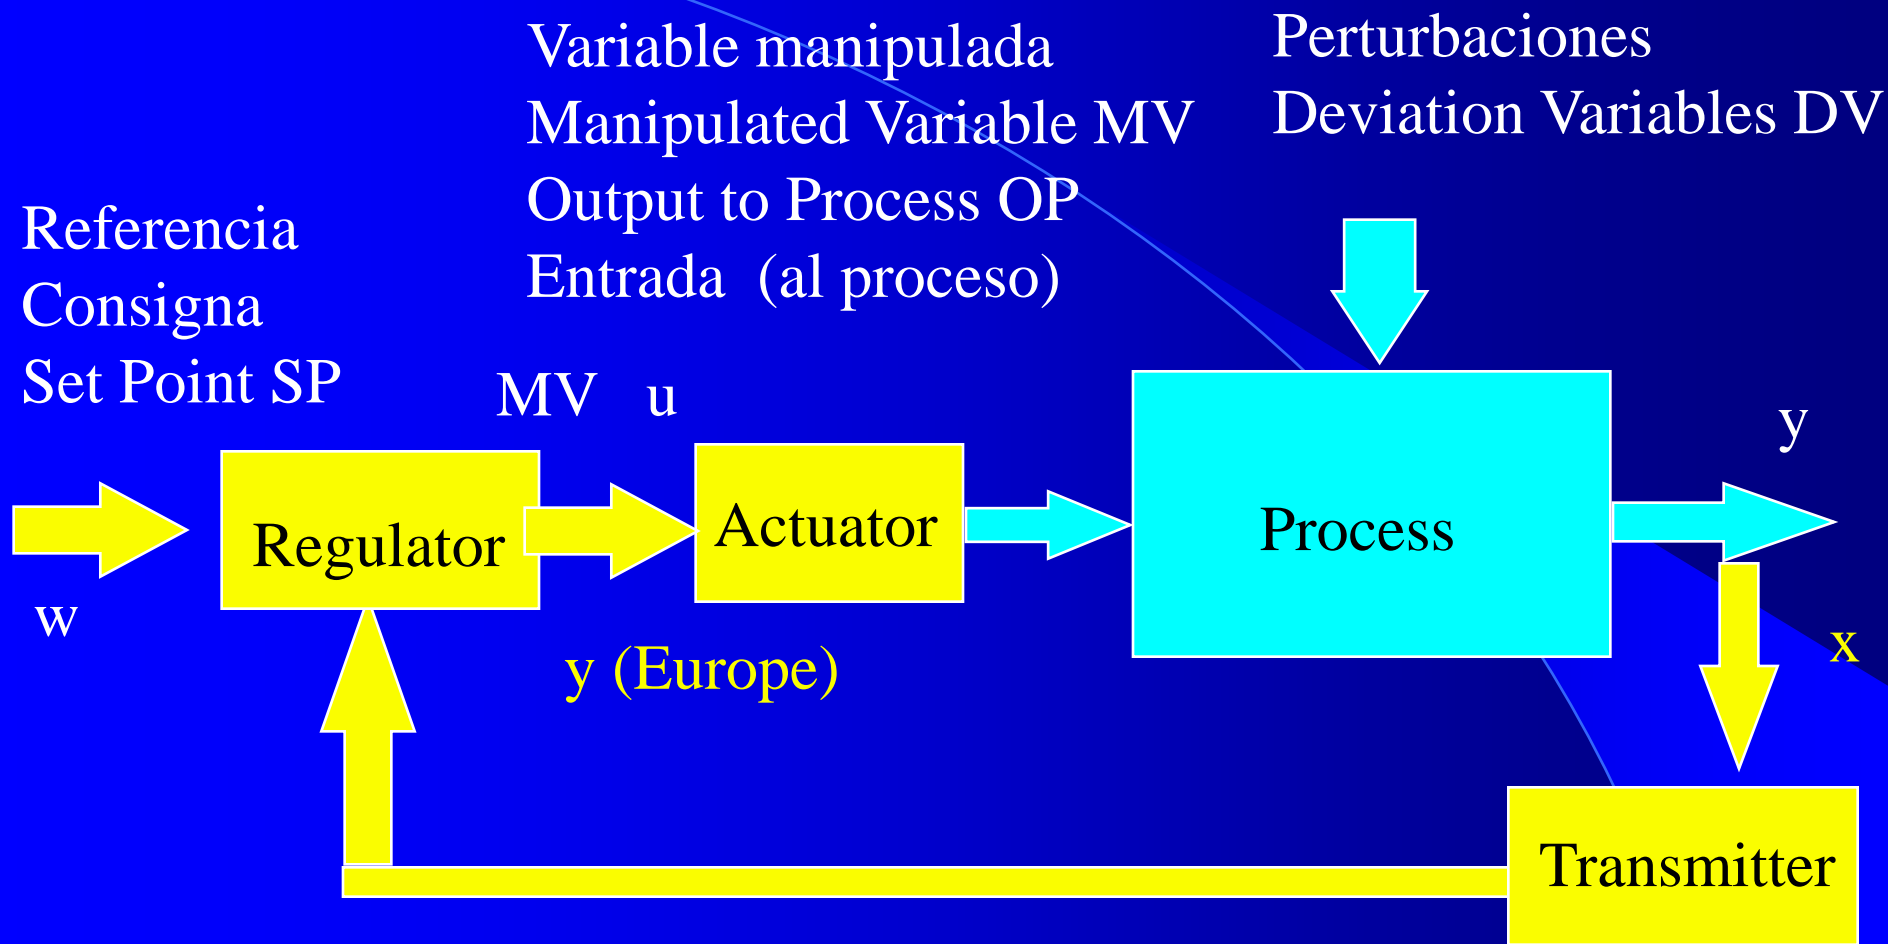 Variable manipulada
Manipulated Variable MV
Output to Process OP
Entrada (al proceso)
Perturbaciones
Deviation Variables DV
Referencia
Consigna
Set Point SP
MV u
y
Regulator
Actuator
Process
w
y (Europe)
x
Transmitter